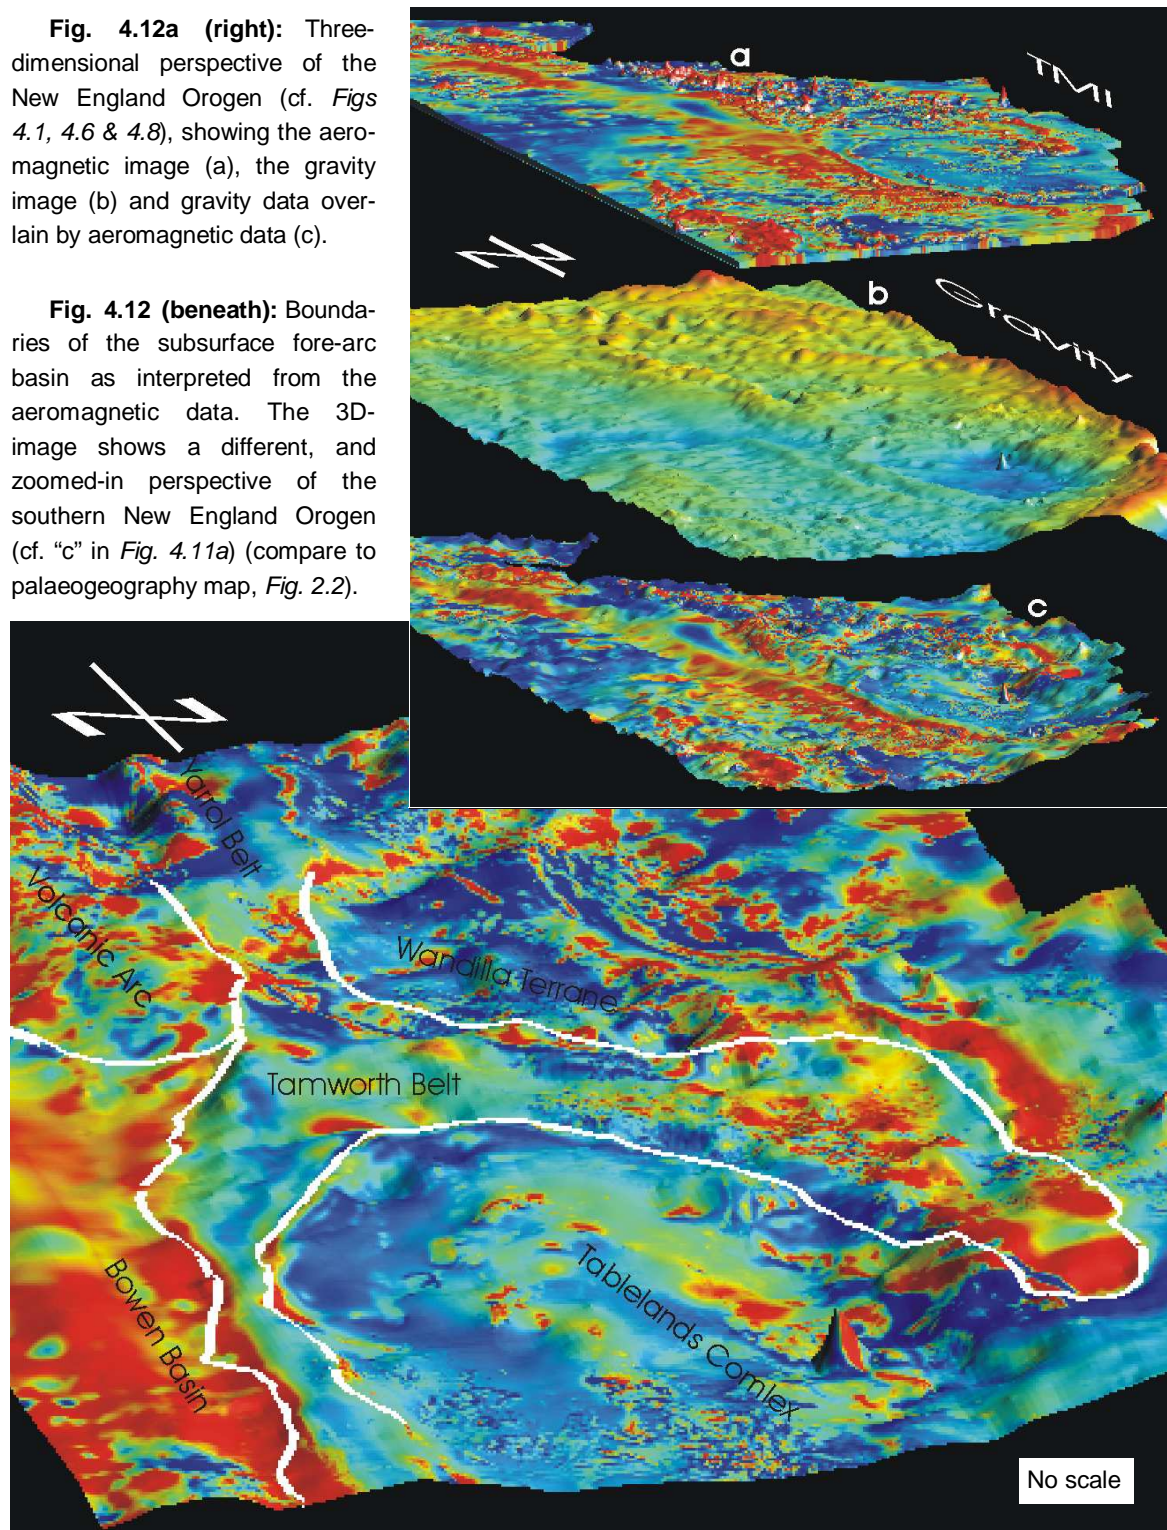 Fig. 4.12a (right): Three-
dimensional perspective of the
New England Orogen (cf. Figs
4.1, 4.6 & 4.8), showing the aero-
magnetic image (a), the gravity
image (b) and gravity data over-
lain by aeromagnetic data (c).
Fig. 4.12 (beneath): Bounda-
ries of the subsurface fore-arc
basin as interpreted from the
aeromagnetic data. The 3D-
image shows a different, and
zoomed-in perspective of the
southern New England Orogen
(cf. “c” in Fig. 4.11a) (compare to
palaeogeography map, Fig. 2.2).
a
TMI
N
b
Gravity
c
N
Yarrol Belt
Volcanic Arc
Wandilla Terrane
Tamworth Belt
Bowen Basin
Tablelands Comlex
No scale